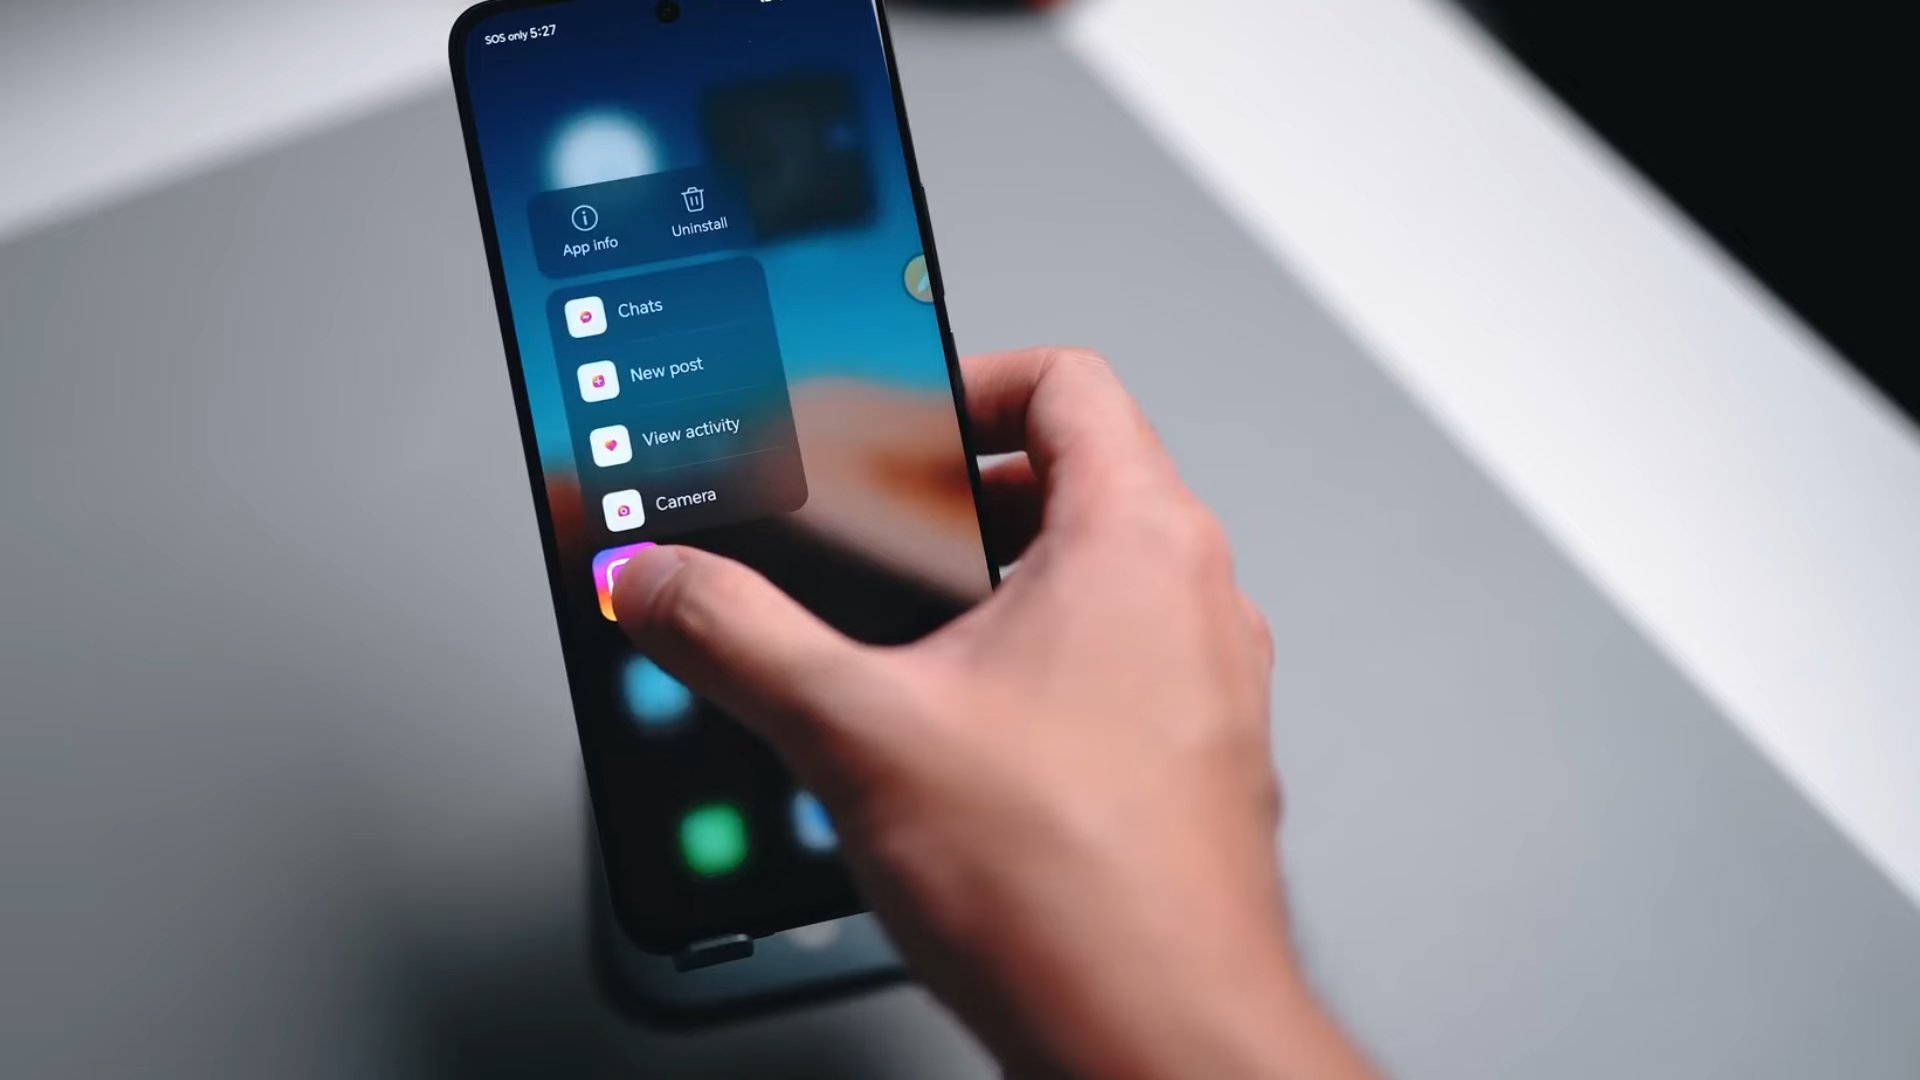 SOS only 5:27
App info
Uninstall
Chats
New post
View activity
Camera